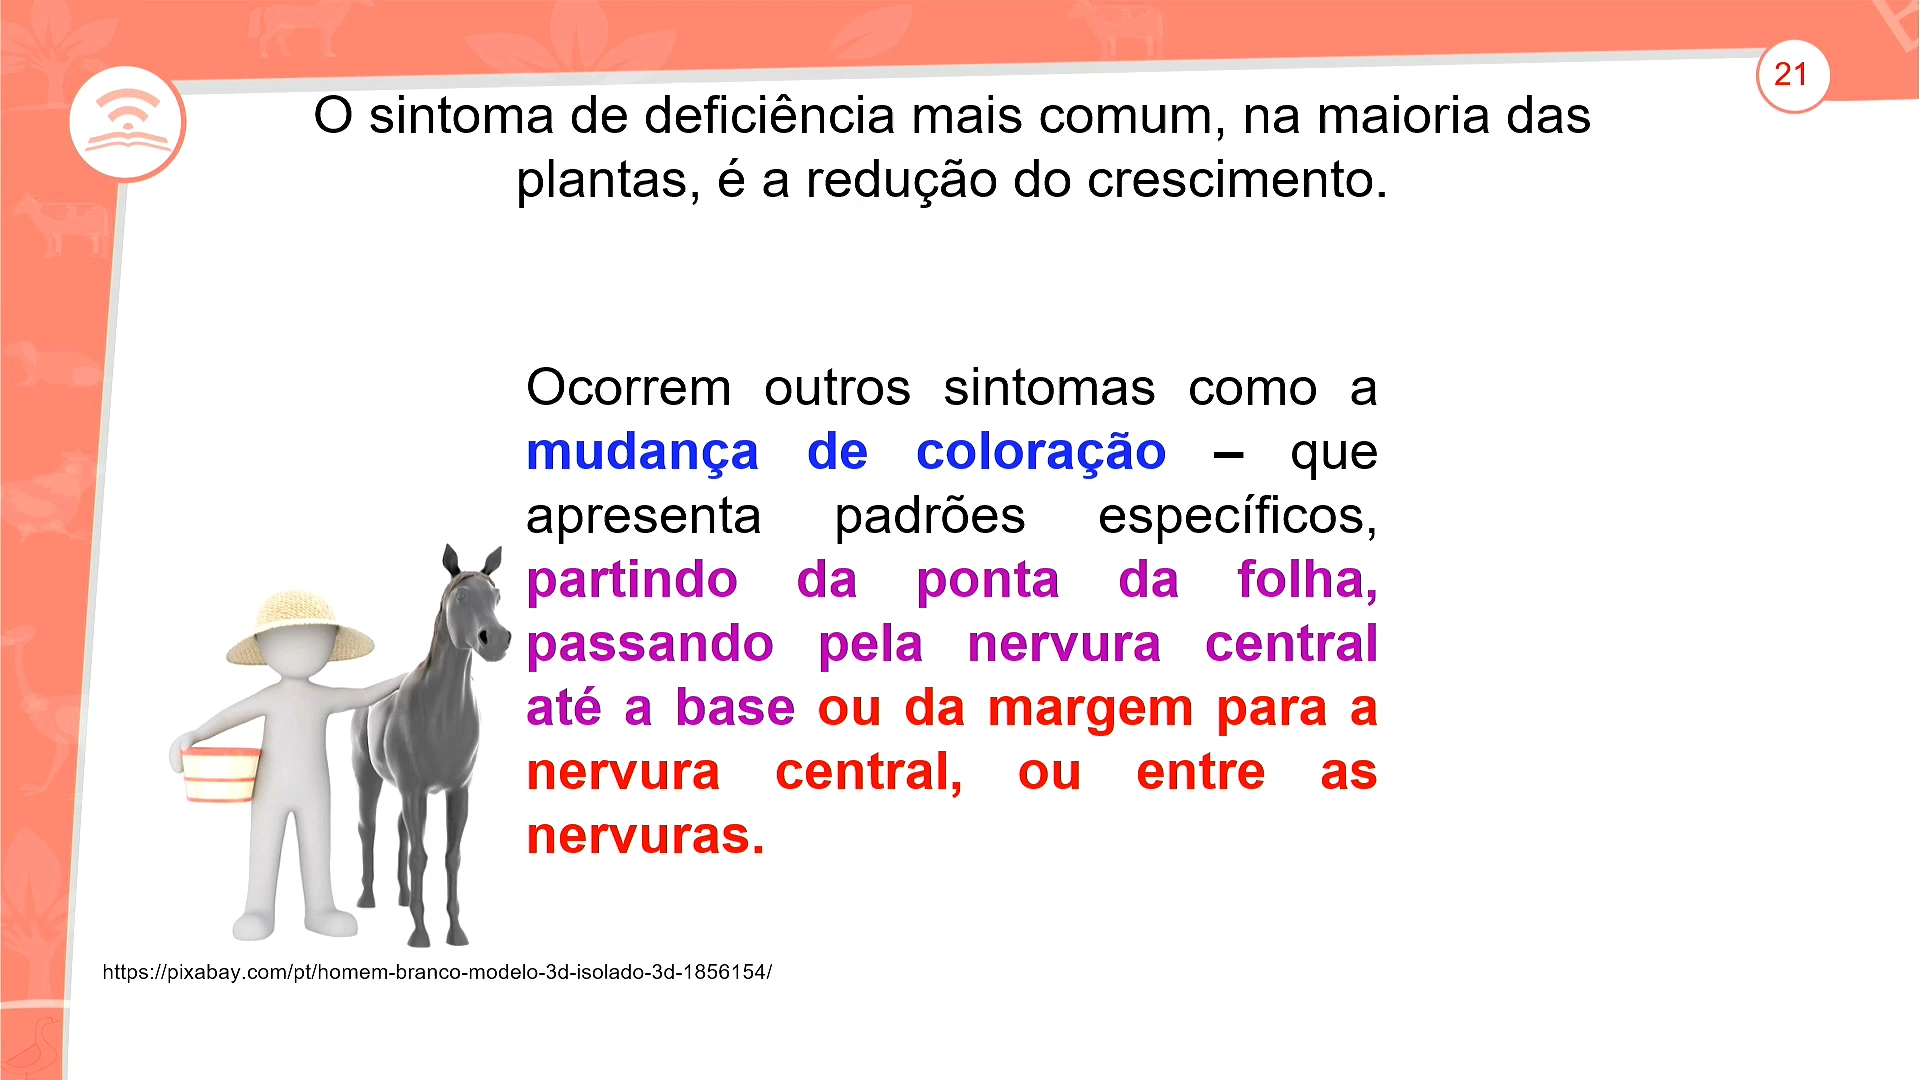 21
O sintoma de deficiência mais comum, na maioria das
plantas, é a redução do crescimento.
Ocorrem outros sintomas como a
mudança de coloração – que
apresenta padrões específicos,
partindo da ponta da folha,
passando pela nervura central
até a base ou da margem para a
nervura central, ou entre as
nervuras.
https://pixabay.com/pt/homem-branco-modelo-3d-isolado-3d-1856154/